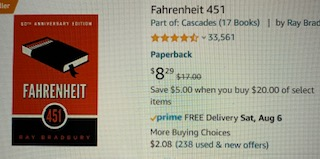 ller
60TH ANNIVERSARY EDITION
FAHRENHEIT
451
RAY BRADBURY
Fahrenheit 451
Part of: Cascades (17 Books) | by Ray Brad
33,561
Paperback
$8.29 $17.00
Save $5.00 when you buy $20.00 of select
items
prime FREE Delivery Sat, Aug 6
More Buying Choices
$2.08 (238 used & new offers)